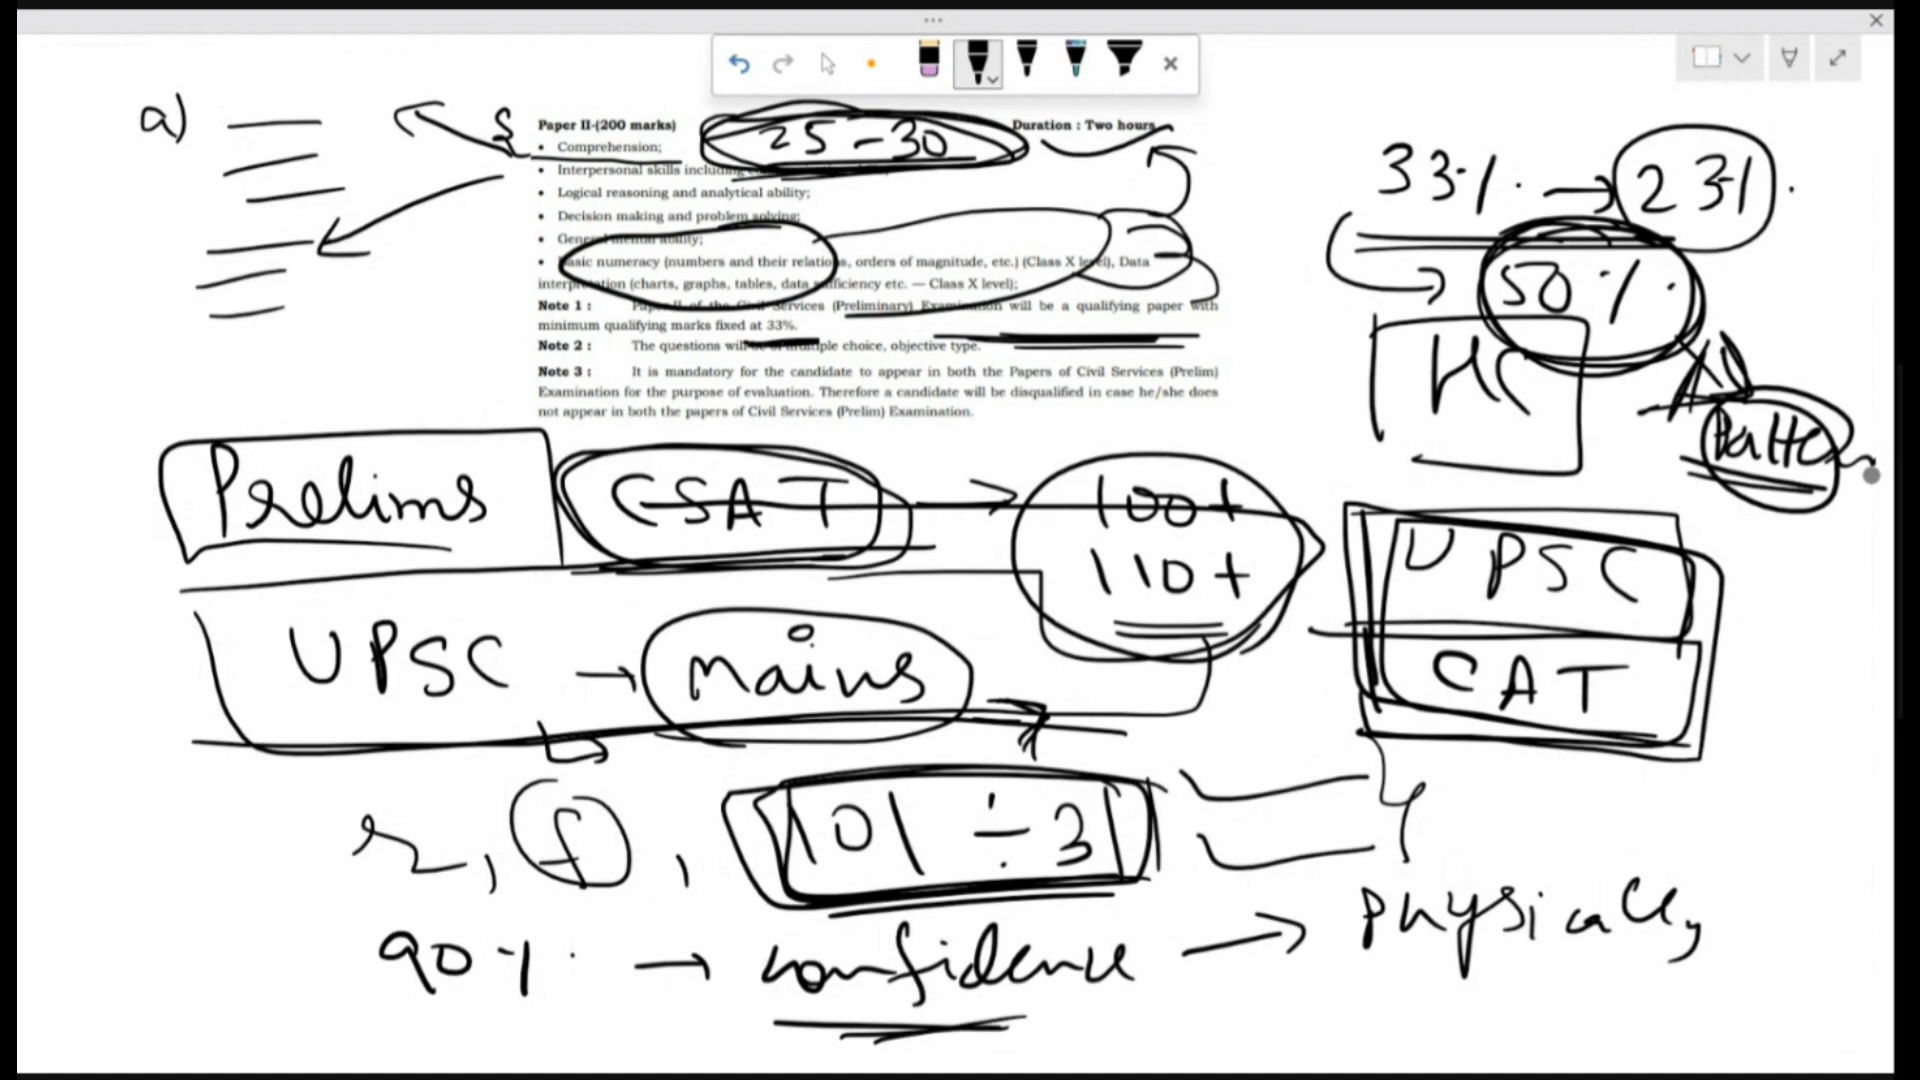 a)
25-30
Paper II-(200 marks) Duration : Two hours
• Comprehension;
• Interpersonal skills including
• Logical reasoning and analytical ability;
• Decision making and problem solving;
• General mental ability;
• Basic numeracy (numbers and their relations, orders of magnitude, etc.) (Class X level), Data
interpretation (charts, graphs, tables, data sufficiency etc. — Class X level);
Note 1 : Paper-II of the Civil Services (Preliminary) Examination will be a qualifying paper with
minimum qualifying marks fixed at 33%.
Note 2 : The questions will be of multiple choice, objective type.
Note 3 : It is mandatory for the candidate to appear in both the Papers of Civil Services (Prelim)
Examination for the purpose of evaluation. Therefore a candidate will be disqualified in case he/she does
not appear in both the papers of Civil Services (Prelim) Examination.
33% → 23%
50%
HC
Prelims CSAT → 100+
110+
UPSC → mains
UPSC
CAT
101 ÷ 3
90% → confidence → Physically